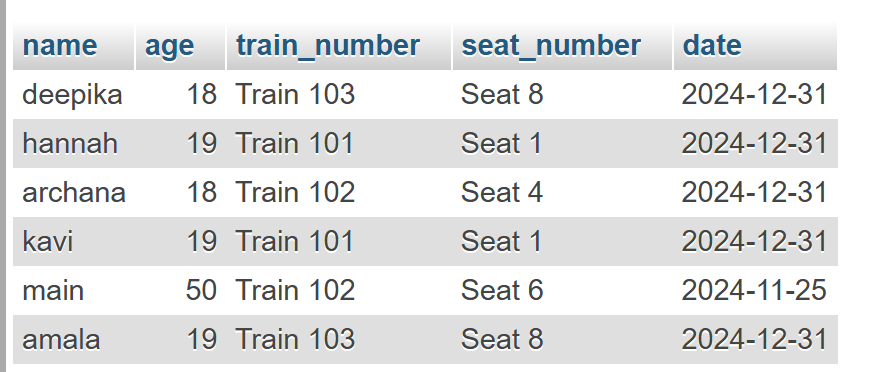 name age train_number seat_number date
deepika 18 Train 103 Seat 8 2024-12-31
hannah 19 Train 101 Seat 1 2024-12-31
archana 18 Train 102 Seat 4 2024-12-31
kavi 19 Train 101 Seat 1 2024-12-31
main 50 Train 102 Seat 6 2024-11-25
amala 19 Train 103 Seat 8 2024-12-31